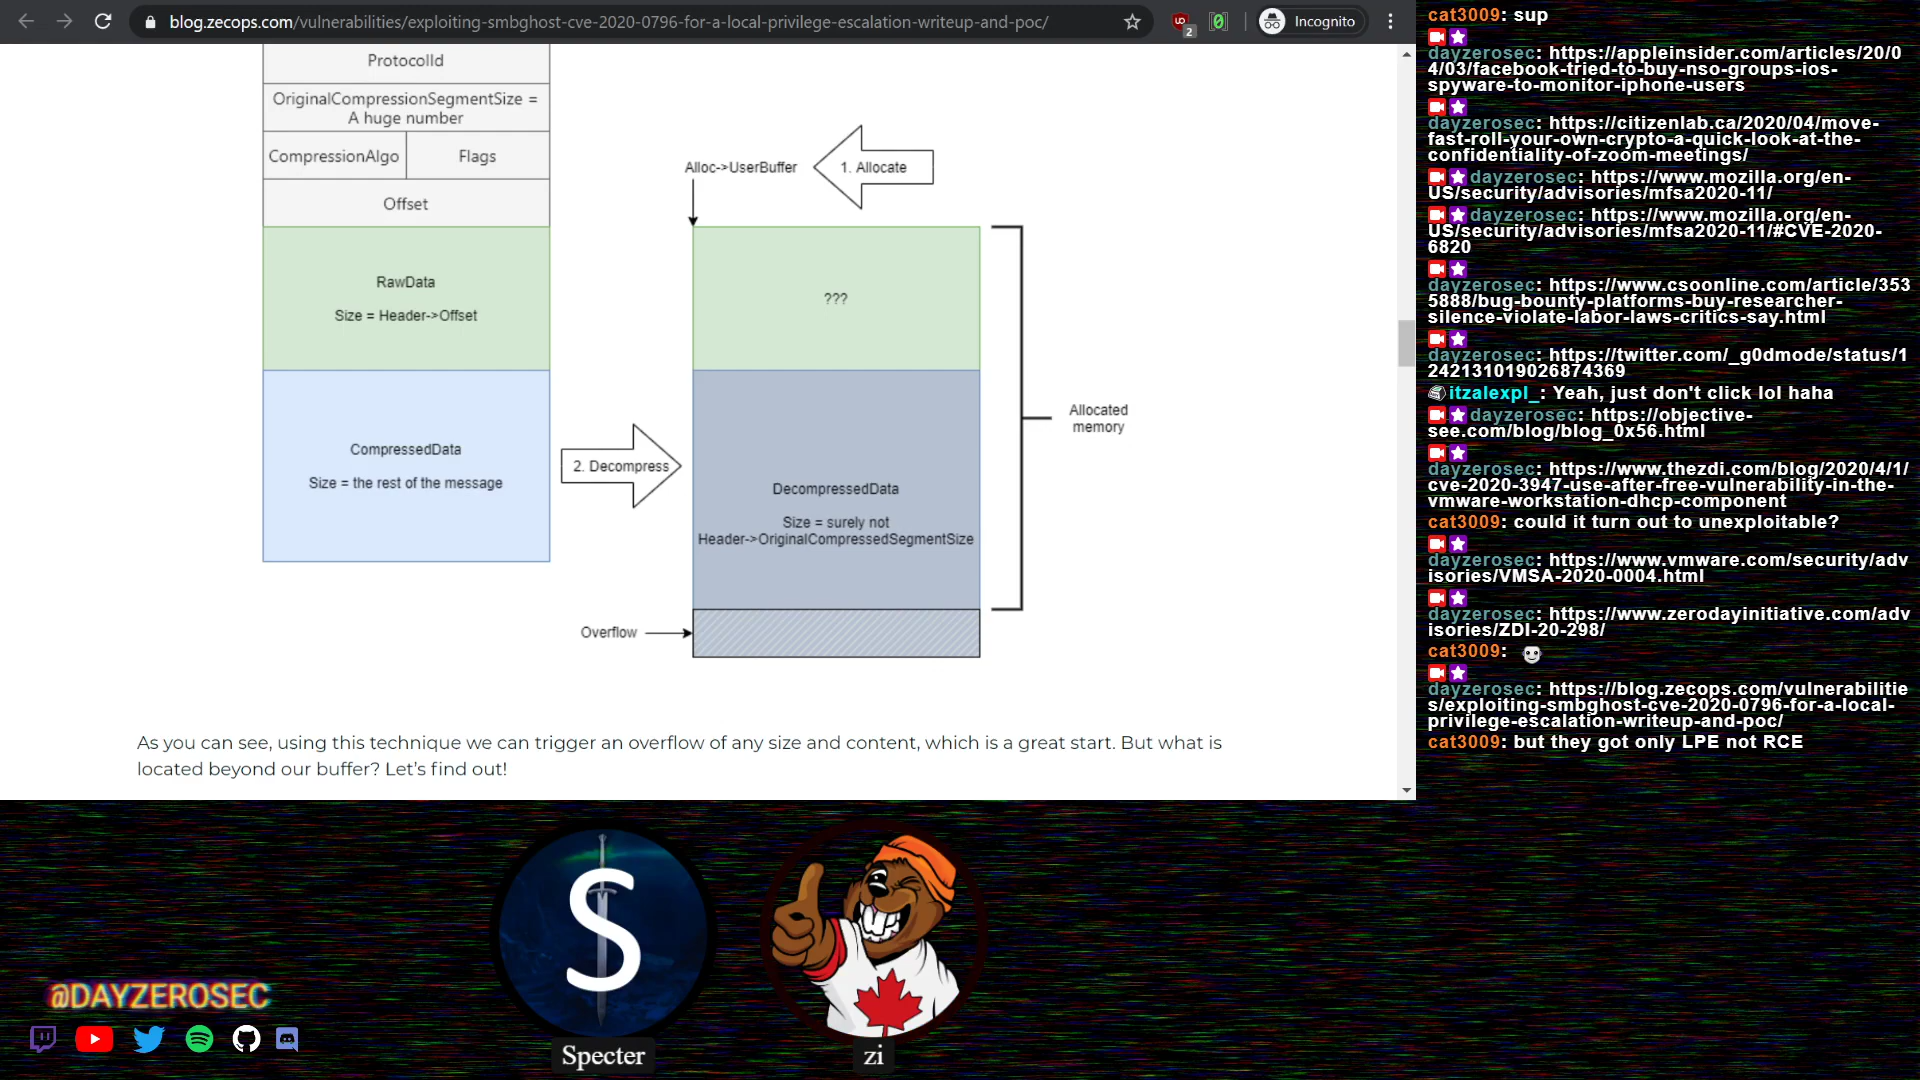 blog.zecops.com/vulnerabilities/exploiting-smbghost-cve-2020-0796-for-a-local-privilege-escalation-writeup-and-poc/
2
Incognito
ProtocolId
OriginalCompressionSegmentSize =
A huge number
CompressionAlgo
Flags
Offset
RawData
Size = Header->Offset
CompressedData
Size = the rest of the message
Alloc->UserBuffer
1. Allocate
2. Decompress
???
DecompressedData
Size = surely not
Header->OriginalCompressedSegmentSize
Allocated
memory
Overflow
As you can see, using this technique we can trigger an overflow of any size and content, which is a great start. But what is
located beyond our buffer? Let's find out!
cat3009: sup
dayzerosec: https://appleinsider.com/articles/20/0
4/03/facebook-tried-to-buy-nso-groups-ios-
spyware-to-monitor-iphone-users
dayzerosec: https://citizenlab.ca/2020/04/move-
fast-roll-your-own-crypto-a-quick-look-at-the-
confidentiality-of-zoom-meetings/
dayzerosec: https://www.mozilla.org/en-
US/security/advisories/mfsa2020-11/
dayzerosec: https://www.mozilla.org/en-
US/security/advisories/mfsa2020-11/#CVE-2020-
6820
dayzerosec: https://www.csoonline.com/article/353
5888/bug-bounty-platforms-buy-researcher-
silence-violate-labor-laws-critics-say.html
dayzerosec: https://twitter.com/_g0dmode/status/1
242131019026874369
itzalexpl_: Yeah, just don't click lol haha
dayzerosec: https://objective-
see.com/blog/blog_0x56.html
dayzerosec: https://www.thezdi.com/blog/2020/4/1/
cve-2020-3947-use-after-free-vulnerability-in-the-
vmware-workstation-dhcp-component
cat3009: could it turn out to unexploitable?
dayzerosec: https://www.vmware.com/security/adv
isories/VMSA-2020-0004.html
dayzerosec: https://www.zerodayinitiative.com/adv
isories/ZDI-20-298/
cat3009:
dayzerosec: https://blog.zecops.com/vulnerabilitie
s/exploiting-smbghost-cve-2020-0796-for-a-local-
privilege-escalation-writeup-and-poc/
cat3009: but they got only LPE not RCE
@DAYZEROSEC
S
Specter
zi